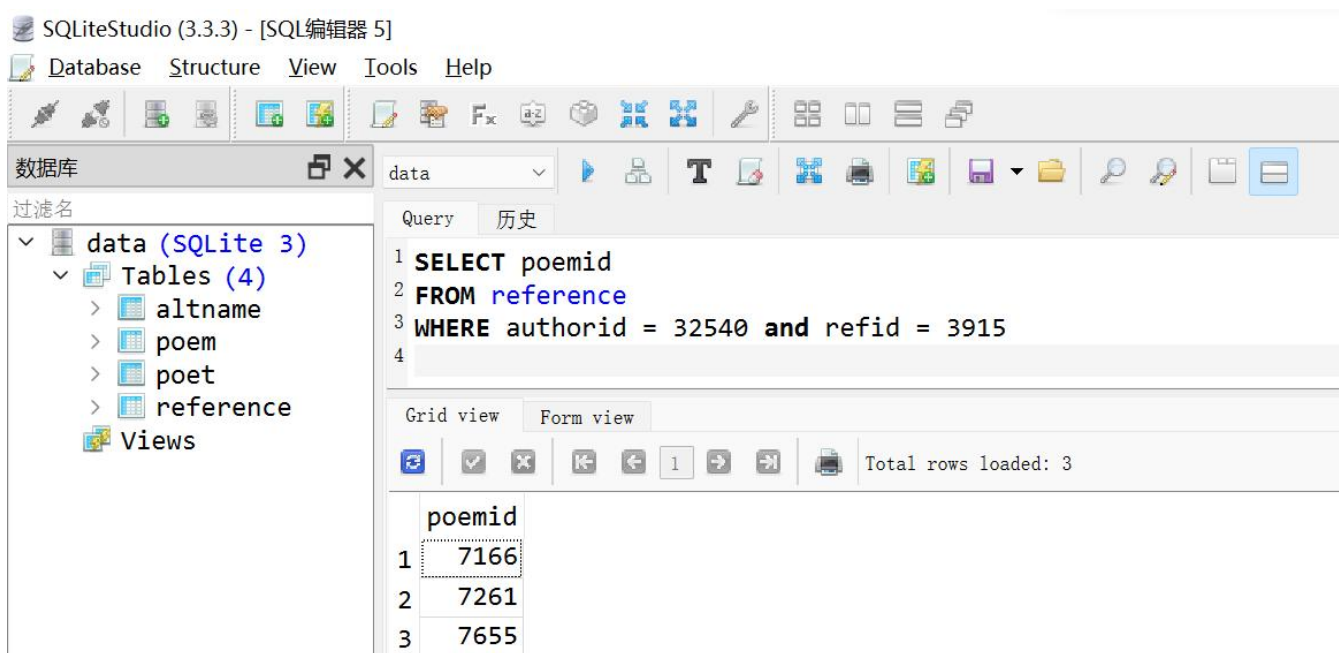 SQLiteStudio (3.3.3) - [SQL编辑器 5]
Database Structure View Tools Help
数据库
data
过滤名
Query 历史
data (SQLite 3)
Tables (4)
altname
poem
poet
reference
Views
1 SELECT poemid
2 FROM reference
3 WHERE authorid = 32540 and refid = 3915
4
Grid view Form view
1 Total rows loaded: 3
poemid
1 7166
2 7261
3 7655